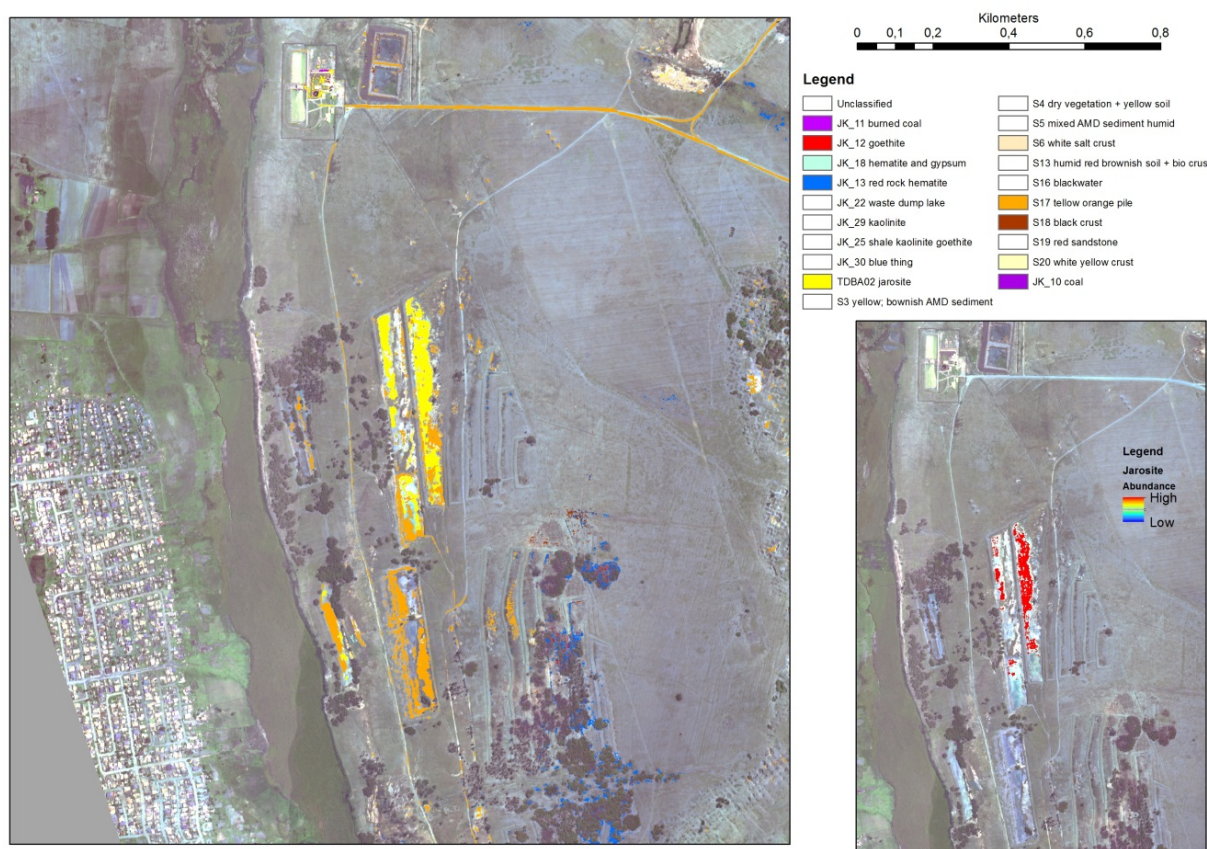 Kilometers
0 0,2 0,4 0,6 0,8
Legend
Unclassified
JK_11 burned coal
JK_12 goethite
JK_18 hematite and gypsum
JK_13 red rock hematite
JK_22 waste dump lake
JK_29 kaolinite
JK_25 shale kaolinite goethite
JK_30 blue thing
TDBA02 jarosite
S3 yellow; bownish AMD sediment
S4 dry vegetation + yellow soil
S5 mixed AMD sediment humid
S6 white salt crust
S13 humid red brownish soil + bio crus
S16 blackwater
S17 tellow orange pile
S18 black crust
S19 red sandstone
S20 white yellow crust
JK_10 coal
Legend
Jarosite
Abundance
High
Low